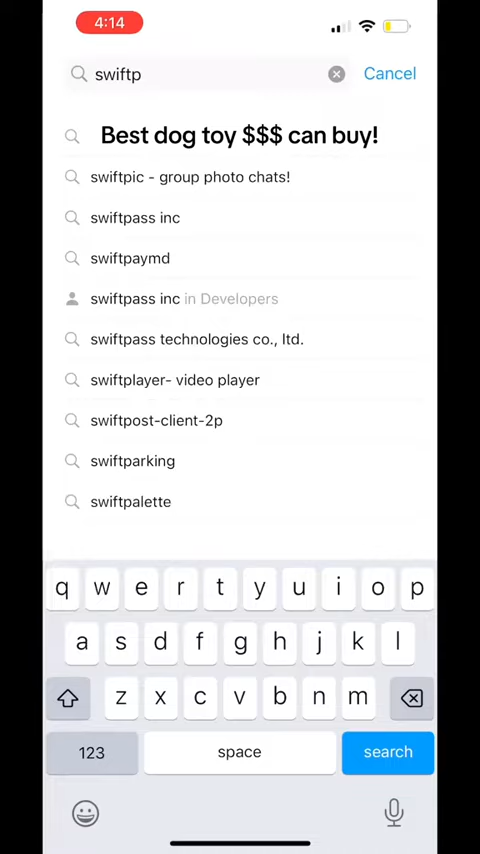 4:14
swiftp
Cancel
Best dog toy $$$ can buy!
swiftpic - group photo chats!
swiftpass inc
swiftpaymd
swiftpass inc in Developers
swiftpass technologies co., ltd.
swiftplayer- video player
swiftpost-client-2p
swiftparking
swiftpalette
q w e r t y u i o p
a s d f g h j k l
z x c v b n m
123 space search